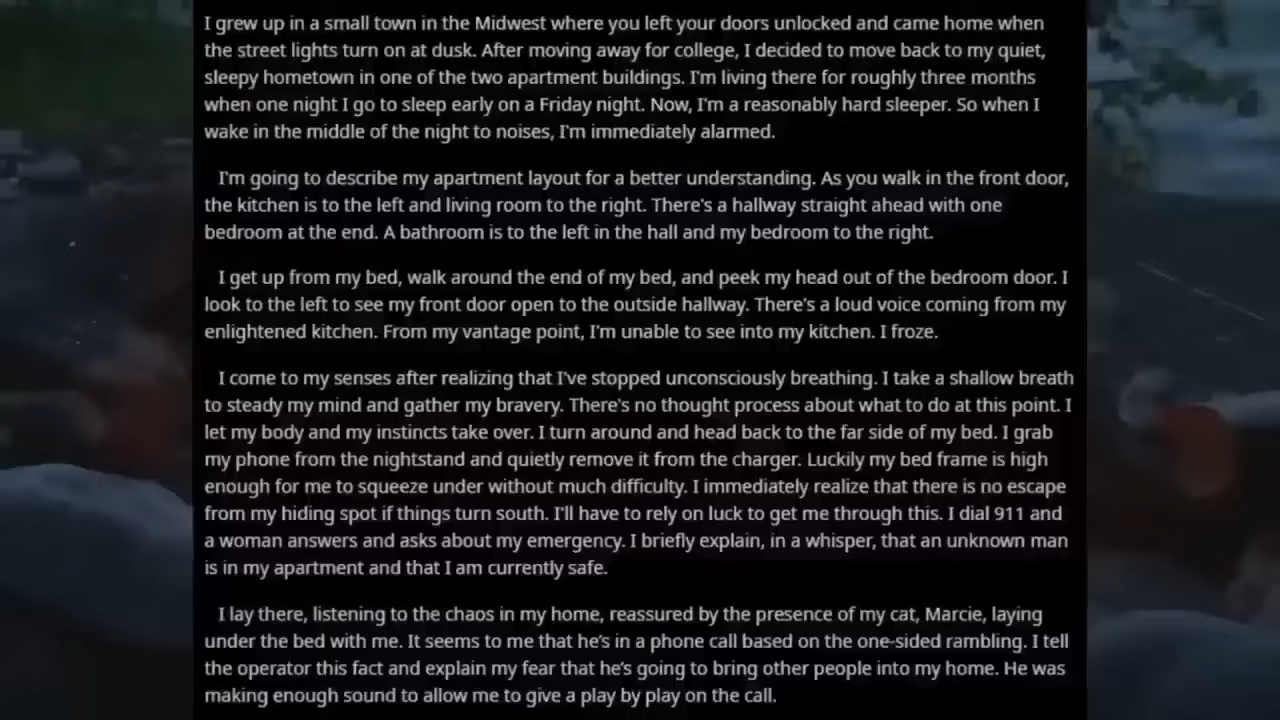 I grew up in a small town in the Midwest where you left your doors unlocked and came home when
the street lights turn on at dusk. After moving away for college, I decided to move back to my quiet,
sleepy hometown in one of the two apartment buildings. I'm living there for roughly three months
when one night I go to sleep early on a Friday night. Now, I'm a reasonably hard sleeper. So when I
wake in the middle of the night to noises, I'm immediately alarmed.
I'm going to describe my apartment layout for a better understanding. As you walk in the front door,
the kitchen is to the left and living room to the right. There's a hallway straight ahead with one
bedroom at the end. A bathroom is to the left in the hall and my bedroom to the right.
I get up from my bed, walk around the end of my bed, and peek my head out of the bedroom door. I
look to the left to see my front door open to the outside hallway. There's a loud voice coming from my
enlightened kitchen. From my vantage point, I'm unable to see into my kitchen. I froze.
I come to my senses after realizing that I've stopped unconsciously breathing. I take a shallow breath
to steady my mind and gather my bravery. There's no thought process about what to do at this point. I
let my body and my instincts take over. I turn around and head back to the far side of my bed. I grab
my phone from the nightstand and quietly remove it from the charger. Luckily my bed frame is high
enough for me to squeeze under without much difficulty. I immediately realize that there is no escape
from my hiding spot if things turn south. I'll have to rely on luck to get me through this. I dial 911 and
a woman answers and asks about my emergency. I briefly explain, in a whisper, that an unknown man
is in my apartment and that I am currently safe.
I lay there, listening to the chaos in my home, reassured by the presence of my cat, Marcie, laying
under the bed with me. It seems to me that he's in a phone call based on the one-sided rambling. I tell
the operator this fact and explain my fear that he's going to bring other people into my home. He was
making enough sound to allow me to give a play by play on the call.